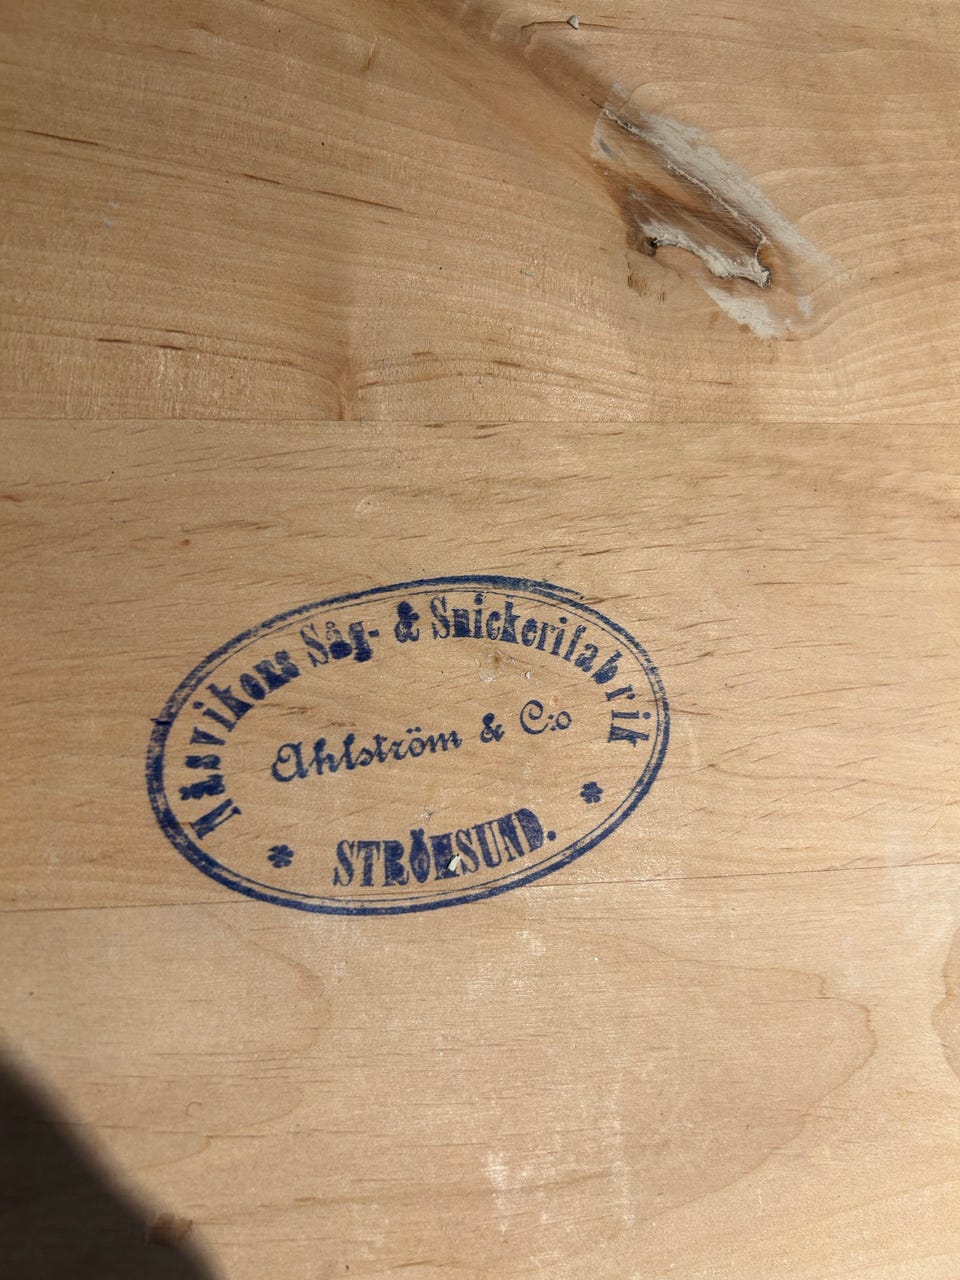 Näsvikens Såg- & Snickerifabrik
Ahlström & C:o
STRÖMSUND.